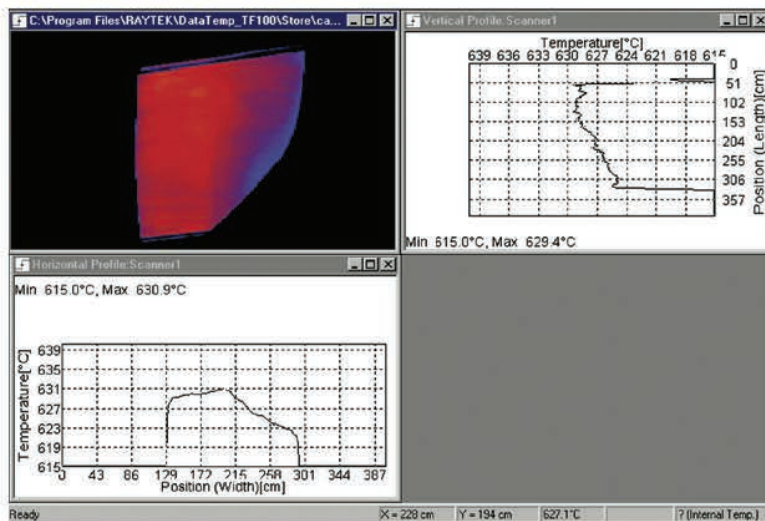 C:\Program Files\RAYTEK\DataTemp_TF100\Store\ca...
Vertical Profile:Scanner1
Temperature[°C]
639 636 633 630 627 624 621 618 615
0
51
102
153
204
255
306
357
Position (Length)[cm]
Min 615.0°C, Max 629.4°C
Horizontal Profile:Scanner1
Min 615.0°C, Max 630.9°C
Temperature[°C]
639
635
631
627
623
619
615
0 43 86 129 172 215 258 301 344 387
Position (Width)[cm]
Ready X = 228 cm Y = 194 cm 627.1°C ? (Internal Temp.)